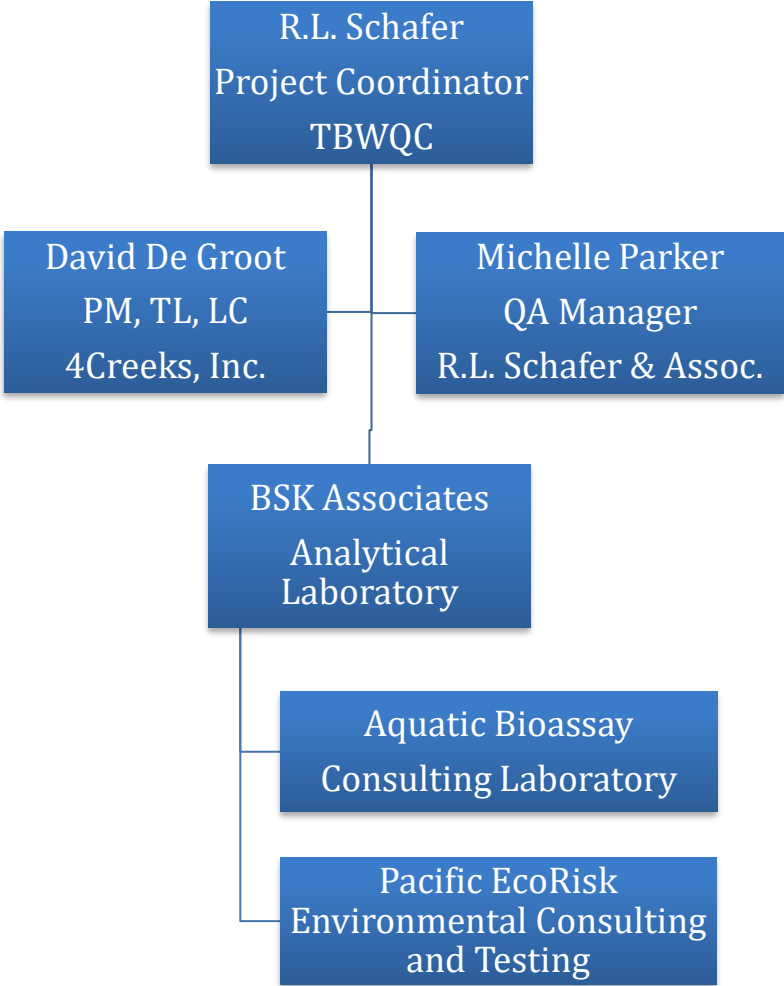 R.L. Schafer
Project Coordinator
TBWQC
David De Groot
PM, TL, LC
4Creeks, Inc.
Michelle Parker
QA Manager
R.L. Schafer & Assoc.
BSK Associates
Analytical
Laboratory
Aquatic Bioassay
Consulting Laboratory
Pacific EcoRisk
Environmental Consulting
and Testing